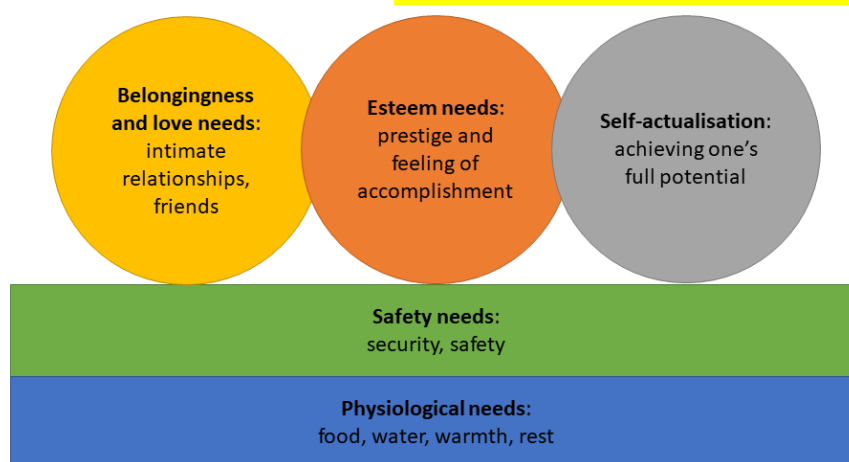 Belongingness
and love needs:
intimate
relationships,
friends
Esteem needs:
prestige and
feeling of
accomplishment
Self-actualisation:
achieving one's
full potential
Safety needs:
security, safety
Physiological needs:
food, water, warmth, rest